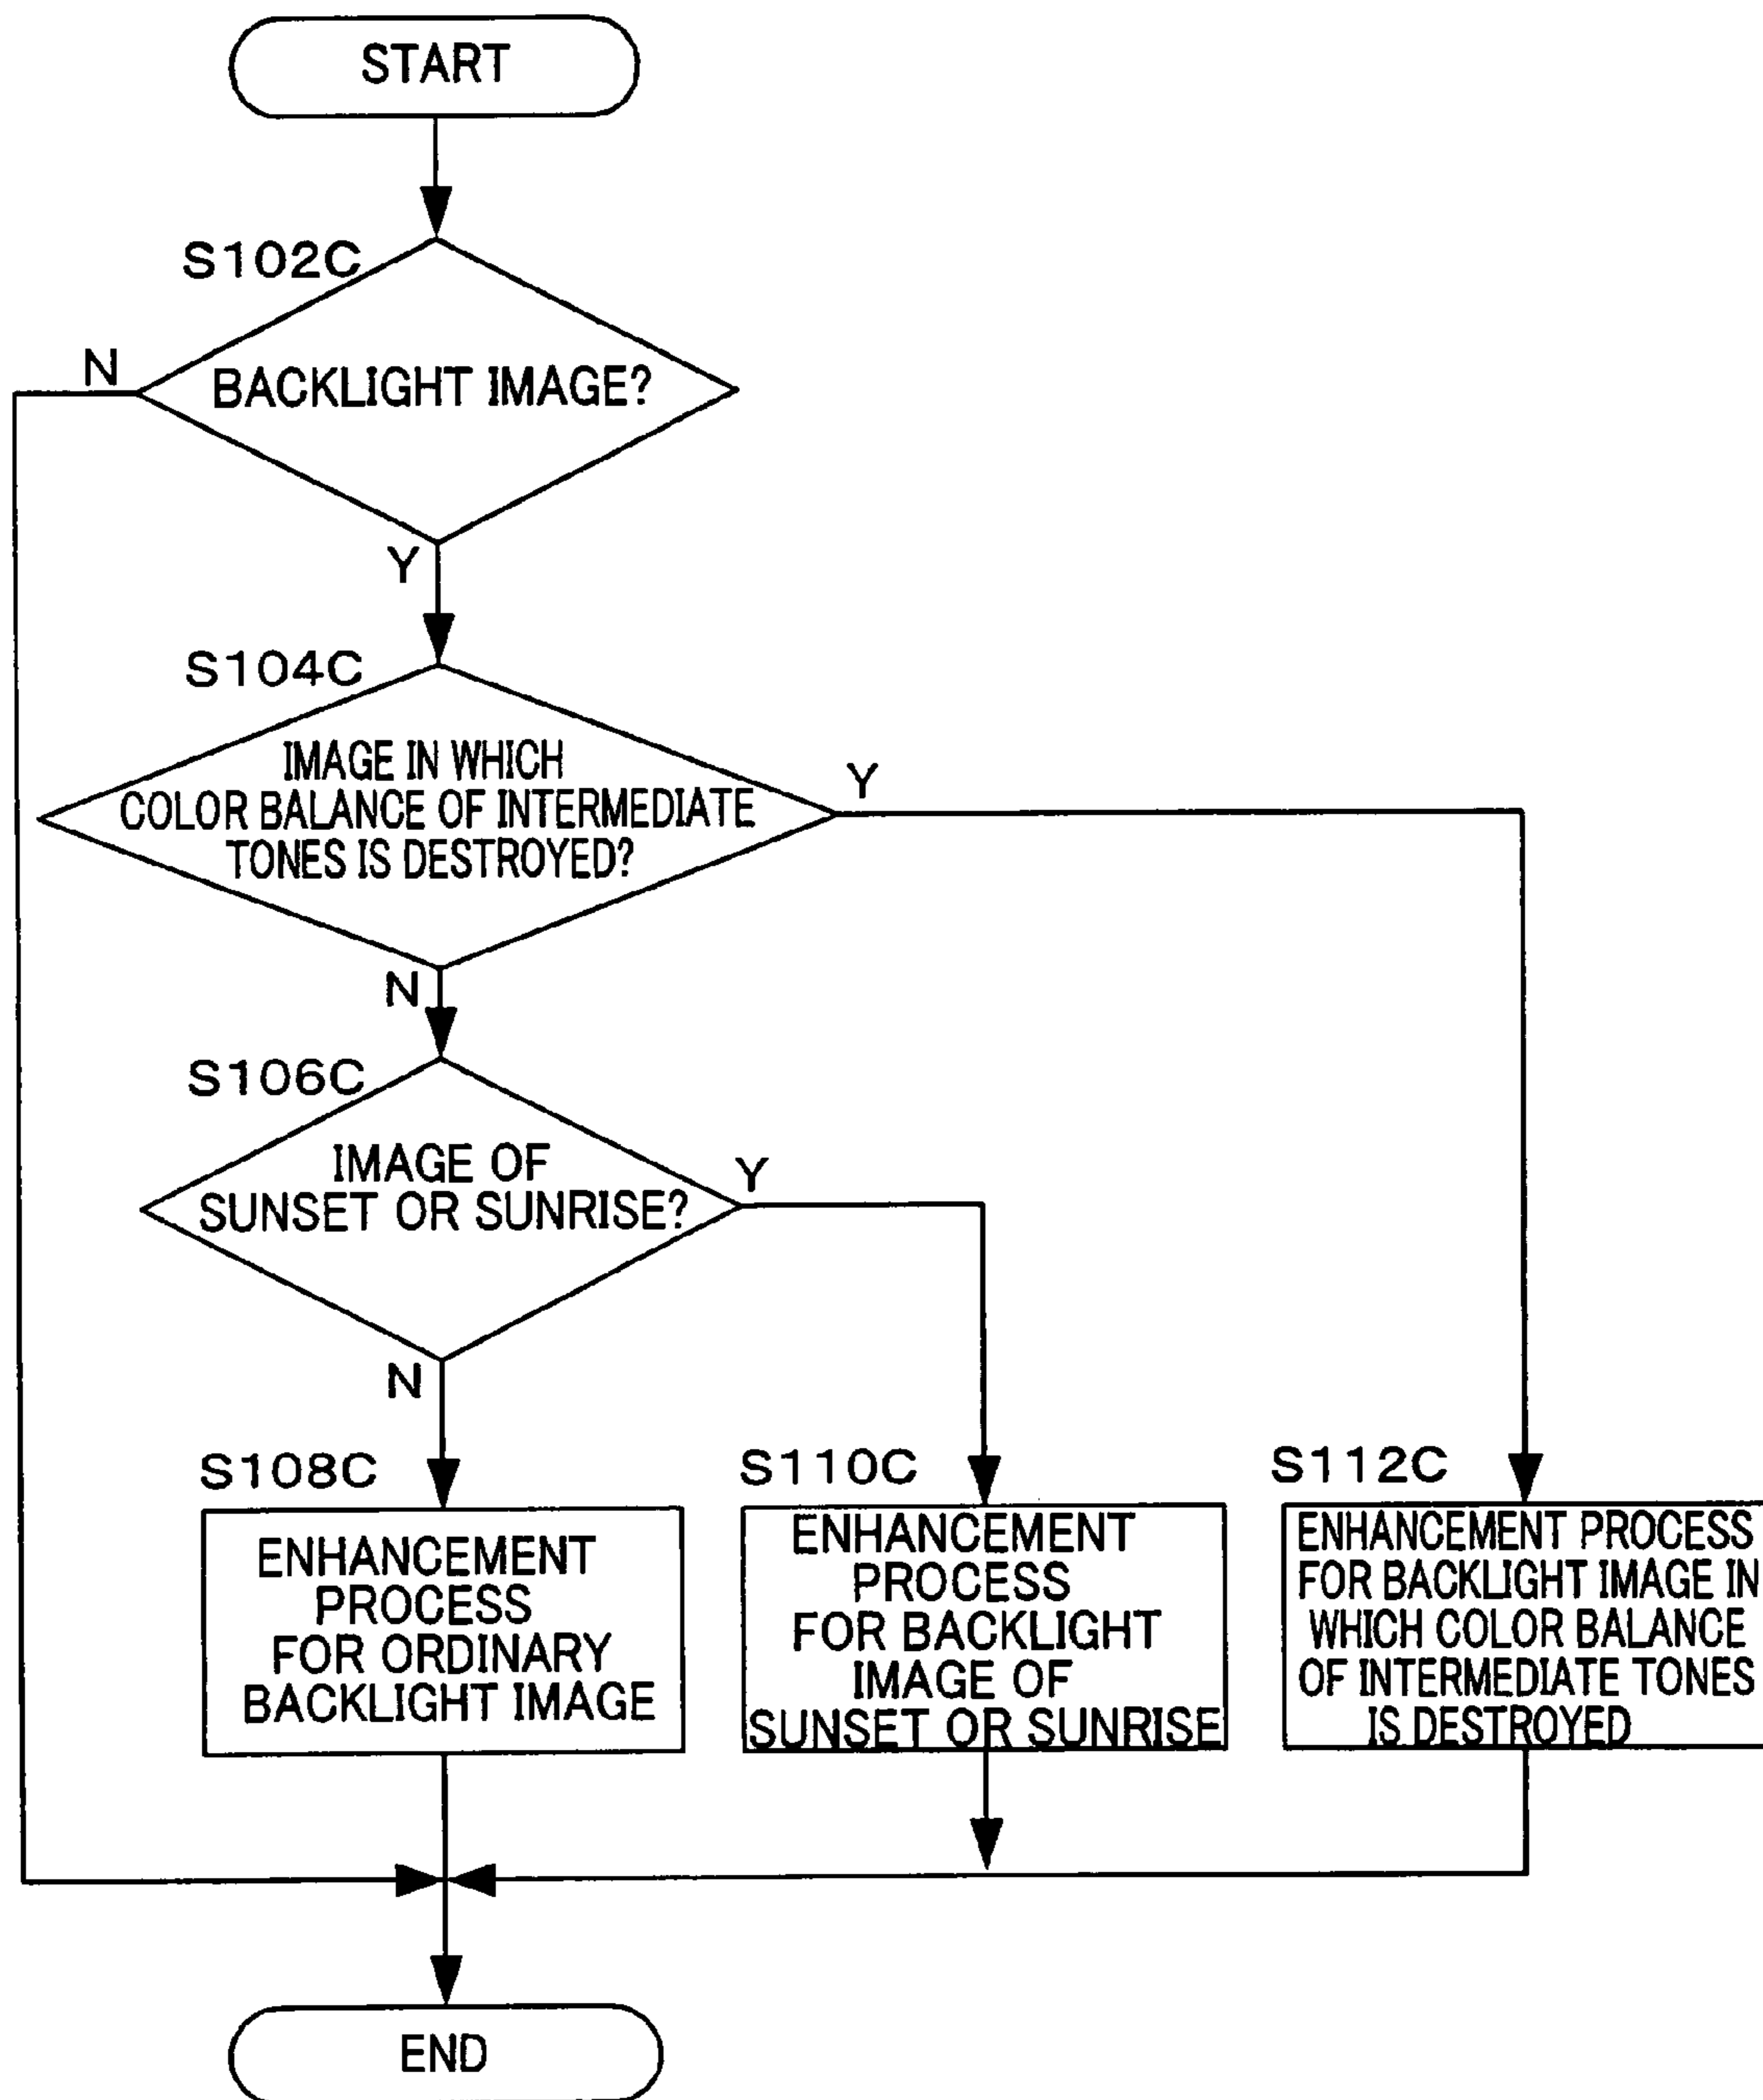 START
S102C
N
BACKLIGHT IMAGE?
Y
S104C
IMAGE IN WHICH
COLOR BALANCE OF INTERMEDIATE
TONES IS DESTROYED?
Y
N
S106C
IMAGE OF
SUNSET OR SUNRISE?
Y
N
S108C
ENHANCEMENT
PROCESS
FOR ORDINARY
BACKLIGHT IMAGE
S110C
ENHANCEMENT
PROCESS
FOR BACKLIGHT
IMAGE OF
SUNSET OR SUNRISE
S112C
ENHANCEMENT PROCESS
FOR BACKLIGHT IMAGE IN
WHICH COLOR BALANCE
OF INTERMEDIATE TONES
IS DESTROYED
END